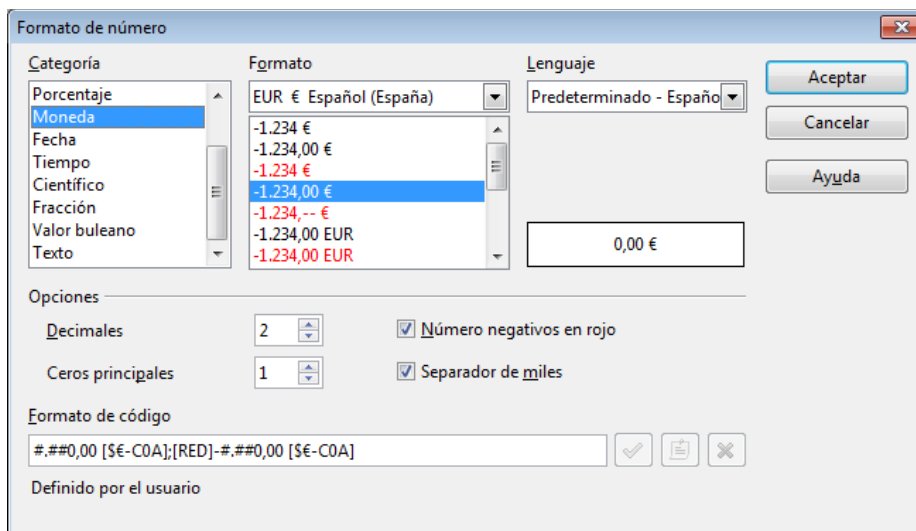 Formato de número
Categoría
Formato
Lenguaje
Porcentaje
Moneda
Fecha
Tiempo
Científico
Fracción
Valor buleano
Texto
EUR € Español (España)
-1.234 €
-1.234,00 €
-1.234 €
-1.234,00 €
-1.234,-- €
-1.234,00 EUR
-1.234,00 EUR
Predeterminado - Españo
0,00 €
Aceptar
Cancelar
Ayuda
Opciones
Decimales
2
Número negativos en rojo
Ceros principales
1
Separador de miles
Formato de código
#.##0,00 [$€-C0A];[RED]-#.##0,00 [$€-C0A]
Definido por el usuario